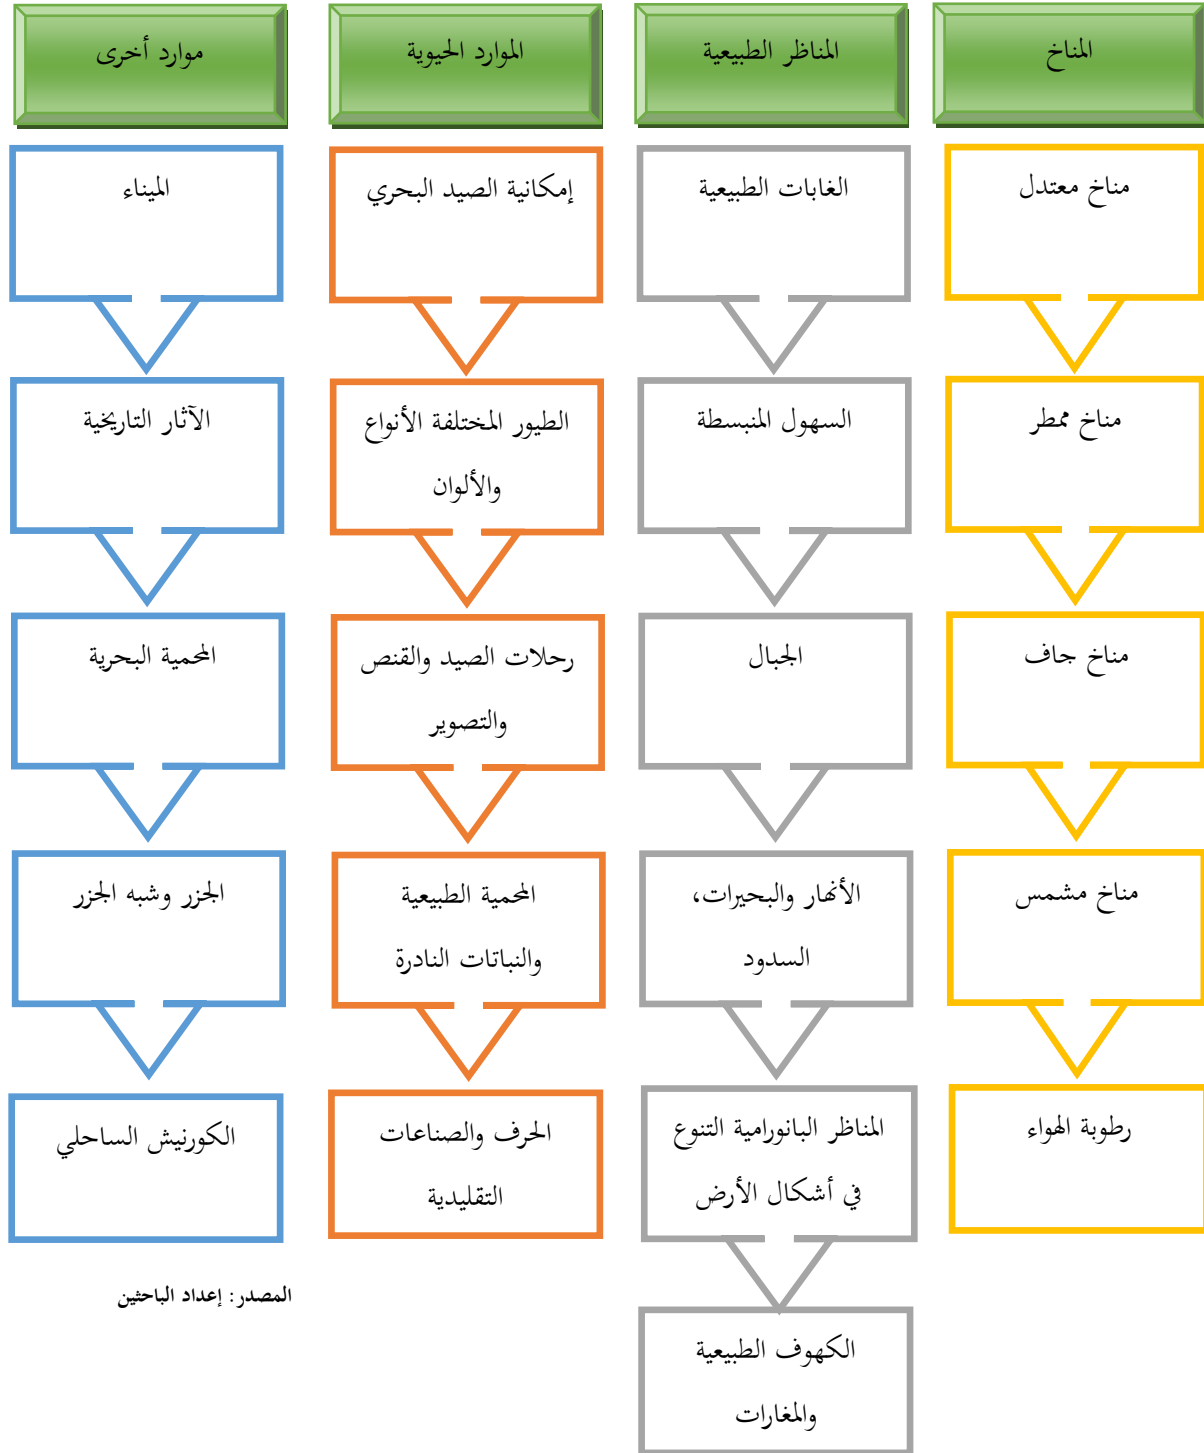 المناخ
مناخ معتدل
مناخ ممطر
مناخ جاف
مناخ مشمس
رطوبة الهواء
المناظر الطبيعية
الغابات الطبيعية
السهول المنبسطة
الجبال
الأنهار والبحيرات،
السدود
المناظر البانورامية التنوع
في أشكال الأرض
الكهوف الطبيعية
والمغارات
الموارد الحيوية
إمكانية الصيد البحري
الطيور المختلفة الأنواع
والألوان
رحلات الصيد والقنص
والتصوير
المحمية الطبيعية
والنباتات النادرة
الحرف والصناعات
التقليدية
موارد أخرى
الميناء
الآثار التاريخية
المحمية البحرية
الجزر وشبه الجزر
الكورنيش الساحلي
المصدر: إعداد الباحثين